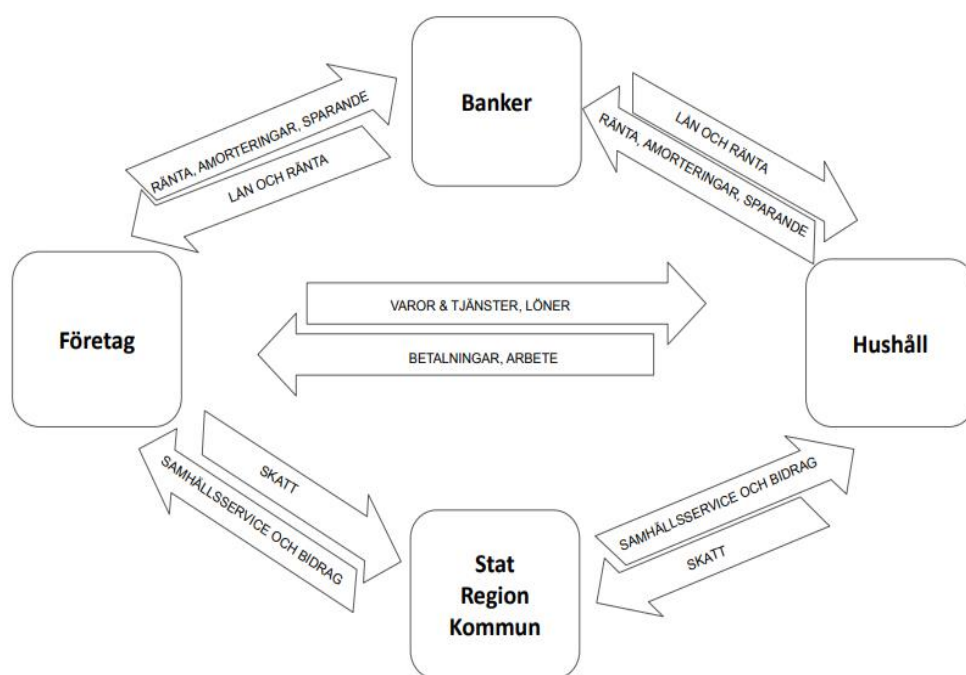 Banker
RÄNTA, AMORTERINGAR, SPARANDE
LÅN OCH RÄNTA
LÅN OCH RÄNTA
RÄNTA, AMORTERINGAR, SPARANDE
Företag
VAROR & TJÄNSTER, LÖNER
BETALNINGAR, ARBETE
Hushåll
SKATT
SAMHÄLLSSERVICE OCH BIDRAG
Stat
Region
Kommun
SAMHÄLLSSERVICE OCH BIDRAG
SKATT